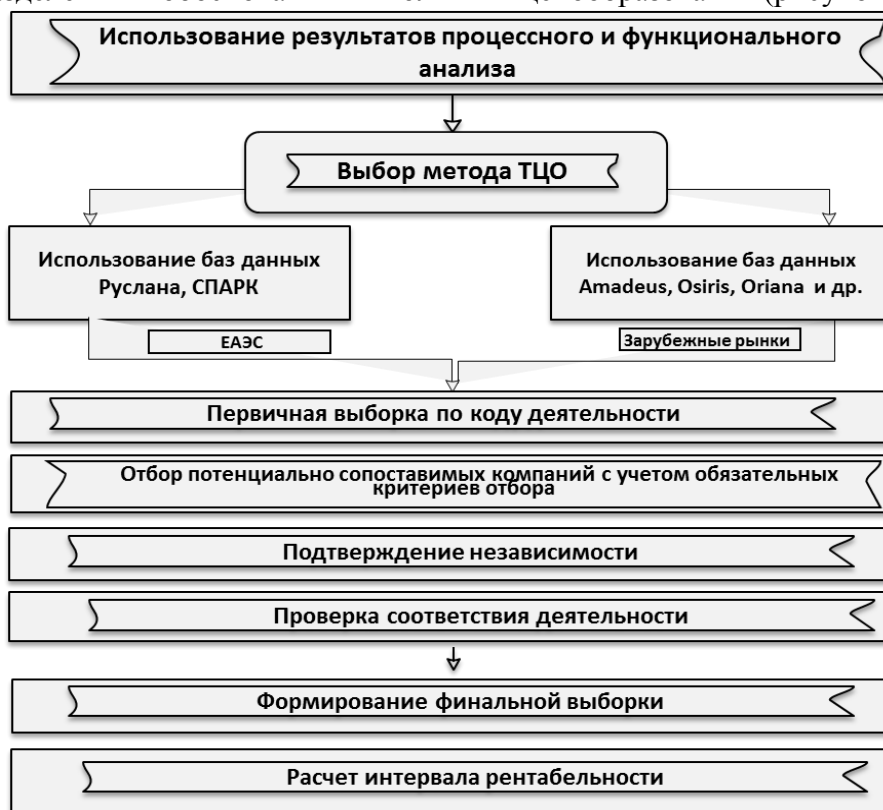 Использование результатов процессного и функционального
анализа
Выбор метода ТЦО
Использование баз данных
Руслана, СПАРК
Использование баз данных
Amadeus, Osiris, Oriana и др.
ЕАЭС
Зарубежные рынки
Первичная выборка по коду деятельности
Отбор потенциально сопоставимых компаний с учетом обязательных
критериев отбора
Подтверждение независимости
Проверка соответствия деятельности
Формирование финальной выборки
Расчет интервала рентабельности